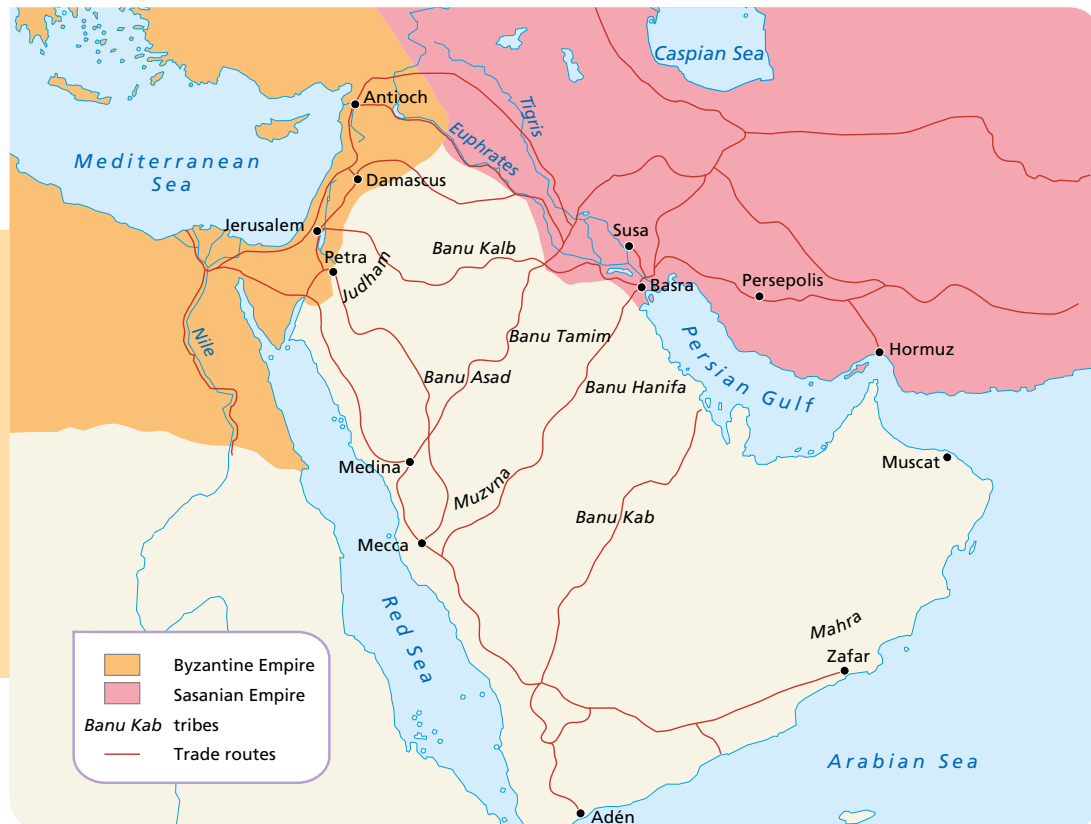 Caspian Sea
Antioch
Tigris
Euphrates
Mediterranean
Sea
Damascus
Jerusalem
Susa
Banu Kalb
Petra
Judham
Persepolis
Basra
Nile
Persian Gulf
Banu Tamim
Hormuz
Banu Asad
Banu Hanifa
Medina
Muscat
Muzvna
Banu Kab
Mecca
Red Sea
Mahra
Zafar
Byzantine Empire
Sasanian Empire
Banu Kab tribes
Trade routes
Arabian Sea
Adén